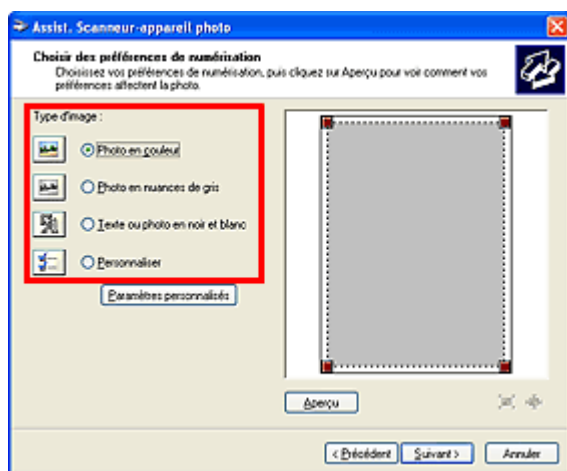 Assist. Scanneur-appareil photo
Choisir des préférences de numérisation
Choisissez vos préférences de numérisation, puis cliquez sur Aperçu pour voir comment vos
préférences affectent la photo.
Type d'image :
Photo en couleur
Photo en nuances de gris
Texte ou photo en noir et blanc
Personnaliser
Paramètres personnalisés
Aperçu
< Précédent Suivant > Annuler